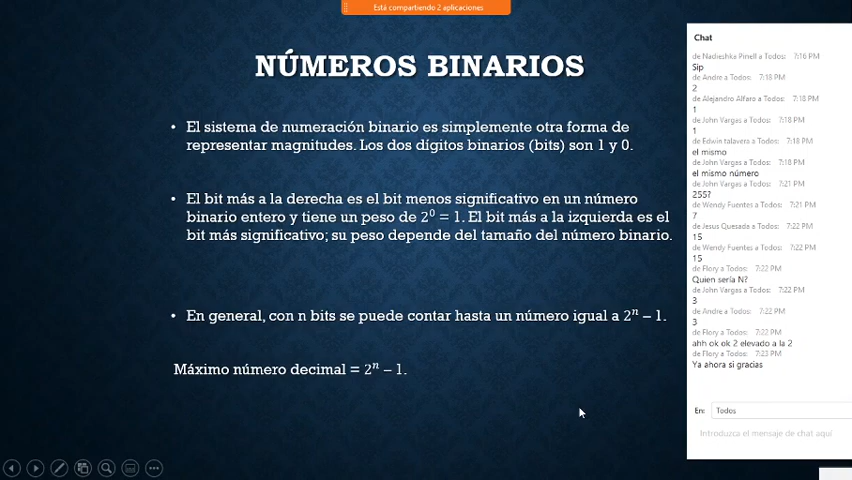 Está compartiendo 2 aplicaciones
NÚMEROS BINARIOS
• El sistema de numeración binario es simplemente otra forma de
representar magnitudes. Los dos dígitos binarios (bits) son 1 y 0.
• El bit más a la derecha es el bit menos significativo en un número
binario entero y tiene un peso de 2⁰ = 1. El bit más a la izquierda es el
bit más significativo; su peso depende del tamaño del número binario.
• En general, con n bits se puede contar hasta un número igual a 2ⁿ – 1.
Máximo número decimal = 2ⁿ – 1.
Chat
de Nadieshka Pinell a Todos: 7:16 PM
Sip
de Andre a Todos: 7:18 PM
2
de Alejandro Alfaro a Todos: 7:18 PM
1
de John Vargas a Todos: 7:18 PM
1
de Edwin talavera a Todos: 7:18 PM
el mismo
de John Vargas a Todos: 7:18 PM
el mismo número
de John Vargas a Todos: 7:21 PM
255?
de Wendy Fuentes a Todos: 7:21 PM
7
de Jesus Quesada a Todos: 7:22 PM
15
de Wendy Fuentes a Todos: 7:22 PM
15
de Flory a Todos: 7:22 PM
Quien sería N?
de John Vargas a Todos: 7:22 PM
3
de Andre a Todos: 7:22 PM
3
de Flory a Todos: 7:22 PM
ahh ok ok 2 elevado a la 2
de Flory a Todos: 7:23 PM
Ya ahora si gracias
En: Todos
Introduzca el mensaje de chat aquí